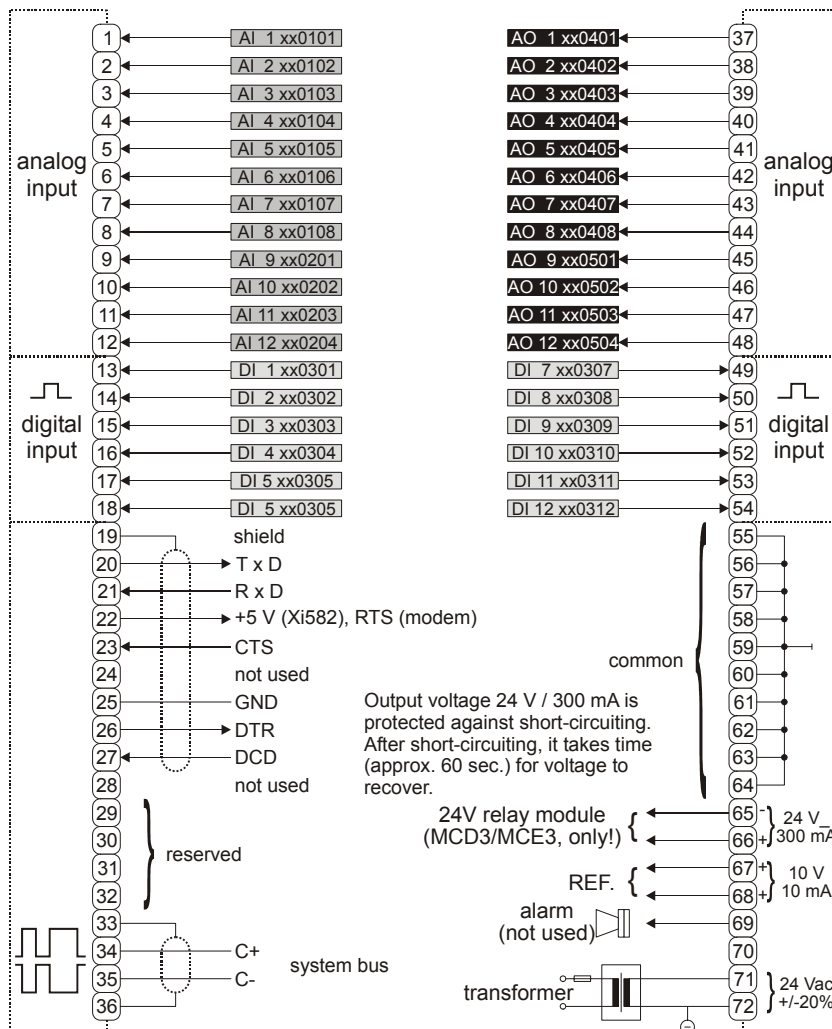 1 AI 1 xx0101
2 AI 2 xx0102
3 AI 3 xx0103
4 AI 4 xx0104
5 AI 5 xx0105
6 AI 6 xx0106
7 AI 7 xx0107
8 AI 8 xx0108
9 AI 9 xx0201
10 AI 10 xx0202
11 AI 11 xx0203
12 AI 12 xx0204
analog
input
13 DI 1 xx0301
14 DI 2 xx0302
15 DI 3 xx0303
16 DI 4 xx0304
17 DI 5 xx0305
18 DI 5 xx0305
digital
input
19 shield
20 T x D
21 R x D
22 +5 V (Xi582), RTS (modem)
23 CTS
24 not used
25 GND
26 DTR
27 DCD
28 not used
29
30
31
32
reserved
33
34 C+
35 C-
36
system bus
AO 1 xx0401 37
AO 2 xx0402 38
AO 3 xx0403 39
AO 4 xx0404 40
AO 5 xx0405 41
AO 6 xx0406 42
AO 7 xx0407 43
AO 8 xx0408 44
AO 9 xx0501 45
AO 10 xx0502 46
AO 11 xx0503 47
AO 12 xx0504 48
analog
input
DI 7 xx0307 49
DI 8 xx0308 50
DI 9 xx0309 51
DI 10 xx0310 52
DI 11 xx0311 53
DI 12 xx0312 54
digital
input
55
56
57
58
59
60
61
62
63
64
common
Output voltage 24 V / 300 mA is
protected against short-circuiting.
After short-circuiting, it takes time
(approx. 60 sec.) for voltage to
recover.
24V relay module
(MCD3/MCE3, only!)
65 -
66 +
24 V
300 mA
REF.
67 +
68 +
10 V
10 mA
alarm
(not used)
69
70
transformer
71
72
24 Vac
+/-20%